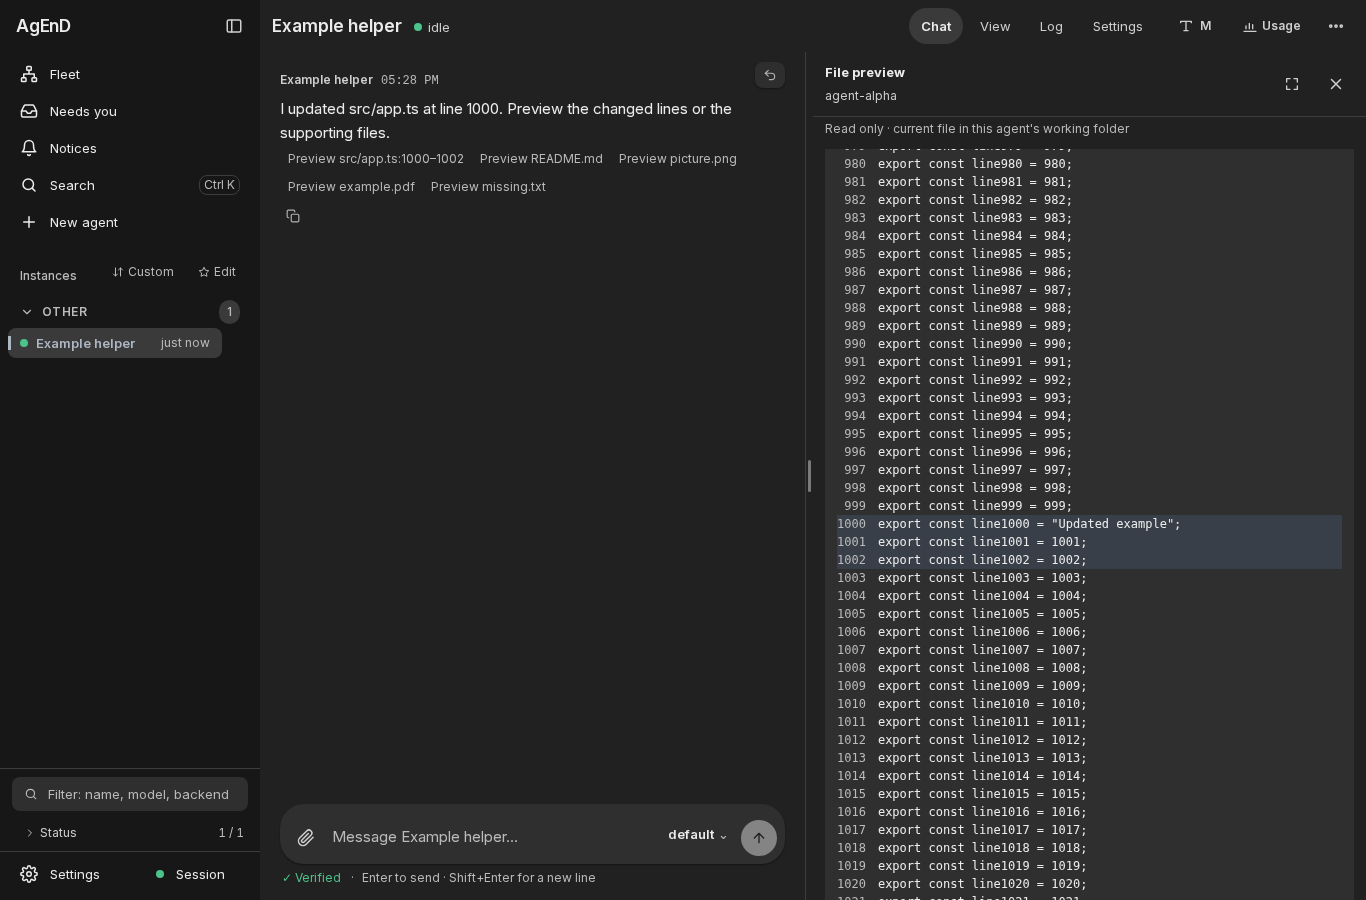 AgEnD
Fleet
Needs you
Notices
Search Ctrl K
New agent
Instances Custom Edit
OTHER 1
Example helper just now
Filter: name, model, backend
Status 1 / 1
Settings Session
Example helper idle
Chat View Log Settings M Usage
Example helper 05:28 PM
I updated src/app.ts at line 1000. Preview the changed lines or the
supporting files.
Preview src/app.ts:1000–1002 Preview README.md Preview picture.png
Preview example.pdf Preview missing.txt
Message Example helper... default
✓ Verified · Enter to send · Shift+Enter for a new line
File preview
agent-alpha
Read only · current file in this agent's working folder
980 export const line980 = 980;
981 export const line981 = 981;
982 export const line982 = 982;
983 export const line983 = 983;
984 export const line984 = 984;
985 export const line985 = 985;
986 export const line986 = 986;
987 export const line987 = 987;
988 export const line988 = 988;
989 export const line989 = 989;
990 export const line990 = 990;
991 export const line991 = 991;
992 export const line992 = 992;
993 export const line993 = 993;
994 export const line994 = 994;
995 export const line995 = 995;
996 export const line996 = 996;
997 export const line997 = 997;
998 export const line998 = 998;
999 export const line999 = 999;
1000 export const line1000 = "Updated example";
1001 export const line1001 = 1001;
1002 export const line1002 = 1002;
1003 export const line1003 = 1003;
1004 export const line1004 = 1004;
1005 export const line1005 = 1005;
1006 export const line1006 = 1006;
1007 export const line1007 = 1007;
1008 export const line1008 = 1008;
1009 export const line1009 = 1009;
1010 export const line1010 = 1010;
1011 export const line1011 = 1011;
1012 export const line1012 = 1012;
1013 export const line1013 = 1013;
1014 export const line1014 = 1014;
1015 export const line1015 = 1015;
1016 export const line1016 = 1016;
1017 export const line1017 = 1017;
1018 export const line1018 = 1018;
1019 export const line1019 = 1019;
1020 export const line1020 = 1020;